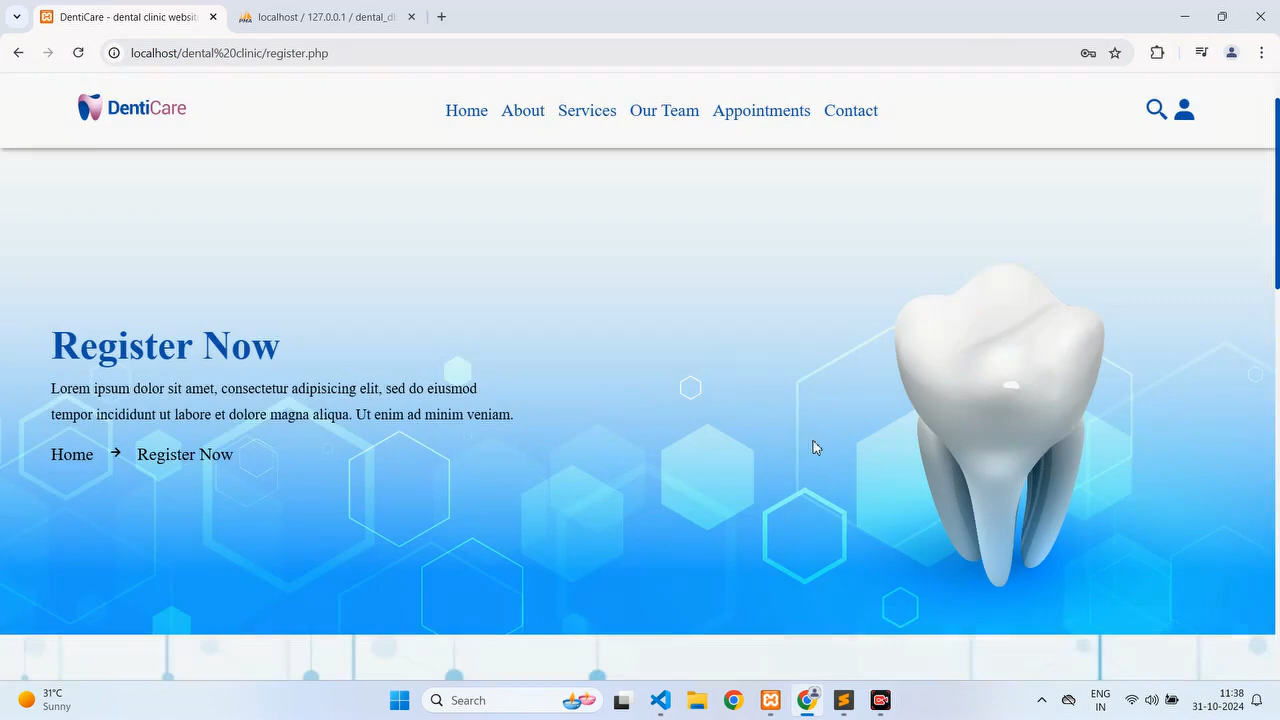 DentiCare - dental clinic websit
localhost / 127.0.0.1 / dental_d
localhost/dental%20clinic/register.php
DentiCare
Home About Services Our Team Appointments Contact
Register Now
Lorem ipsum dolor sit amet, consectetur adipisicing elit, sed do eiusmod
tempor incididunt ut labore et dolore magna aliqua. Ut enim ad minim veniam.
Home → Register Now
31°C
Sunny
Search
ENG
IN
11:38
31-10-2024